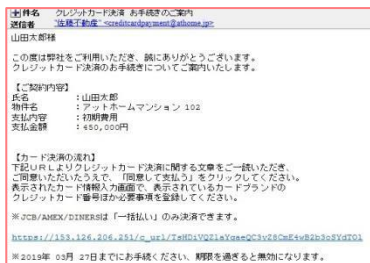 件名 クレジットカード決済 お手続きのご案内
送信者 "佐藤不動産" <creditcardpayment@athome.jp>
山田太郎様
この度は弊社をご利用いただき、誠にありがとうございます。
クレジットカード決済のお手続きについてご案内いたします。
【ご契約内容】
氏名 :山田太郎
物件名 :アットホームマンション 102
支払内容 :初期費用
支払金額 :450,000円
【カード決済の流れ】
下記URLよりクレジットカード決済に関する文章をご一読いただき、
ご同意いただいたうえで、「同意して支払う」をクリックしてください。
表示されたカード情報入力画面で、表示されているカードブランドの
クレジットカード番号ほか必要事項を登録してください。
※JCB/AMEX/DINERSは「一括払い」のみ決済できます。
https://153.126.206.251/c_url/
※2019年 03月 27日までにお手続ください、期限を過ぎると無効になります。